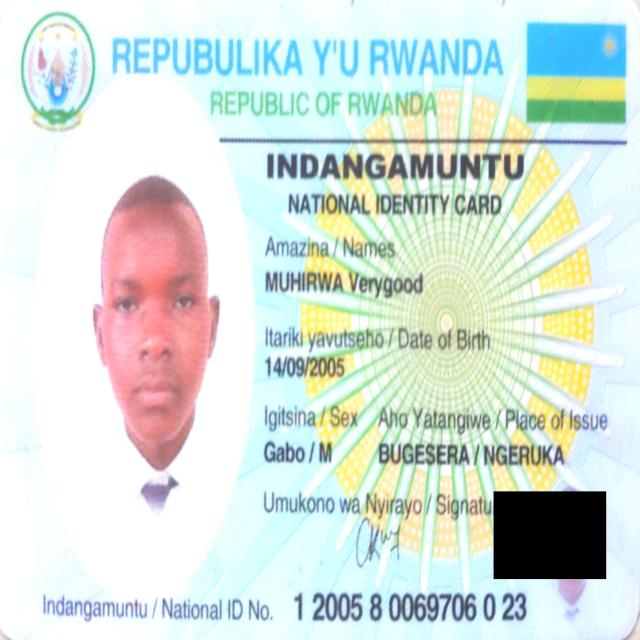 REPUBULIKA Y'U RWANDA
REPUBLIC OF RWANDA
INDANGAMUNTU
NATIONAL IDENTITY CARD
Amazina / Names
MUHIRWA Verygood
Itariki yavutseho / Date of Birth
14/09/2005
Igitsina / Sex Aho Yatangiwe / Place of Issue
Gabo / M BUGESERA / NGERUKA
Umukono wa Nyirayo / Signatu
Indangamuntu / National ID No. 1 2005 8 0069706 0 23